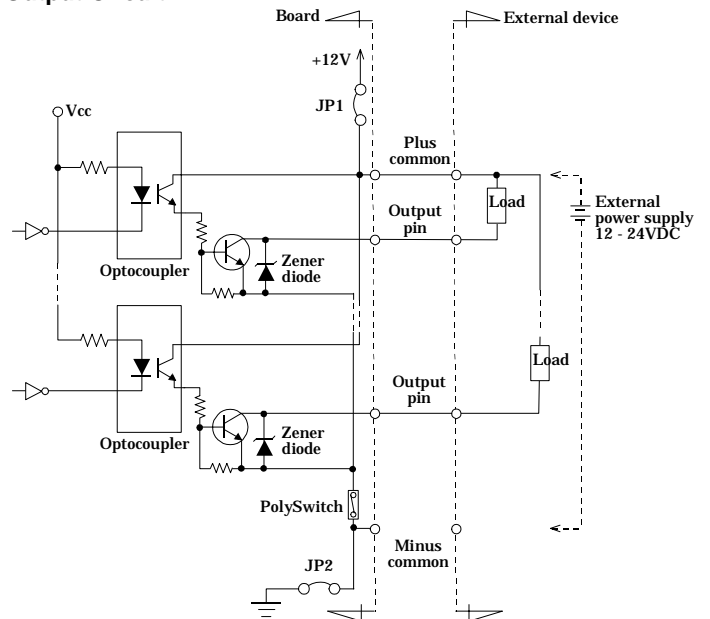 Board
External device
+12V
JP1
Vcc
Plus
common
Load
External
power supply
12 - 24VDC
Output
pin
Zener
diode
Optocoupler
Load
Output
pin
Zener
diode
Optocoupler
PolySwitch
Minus
common
JP2